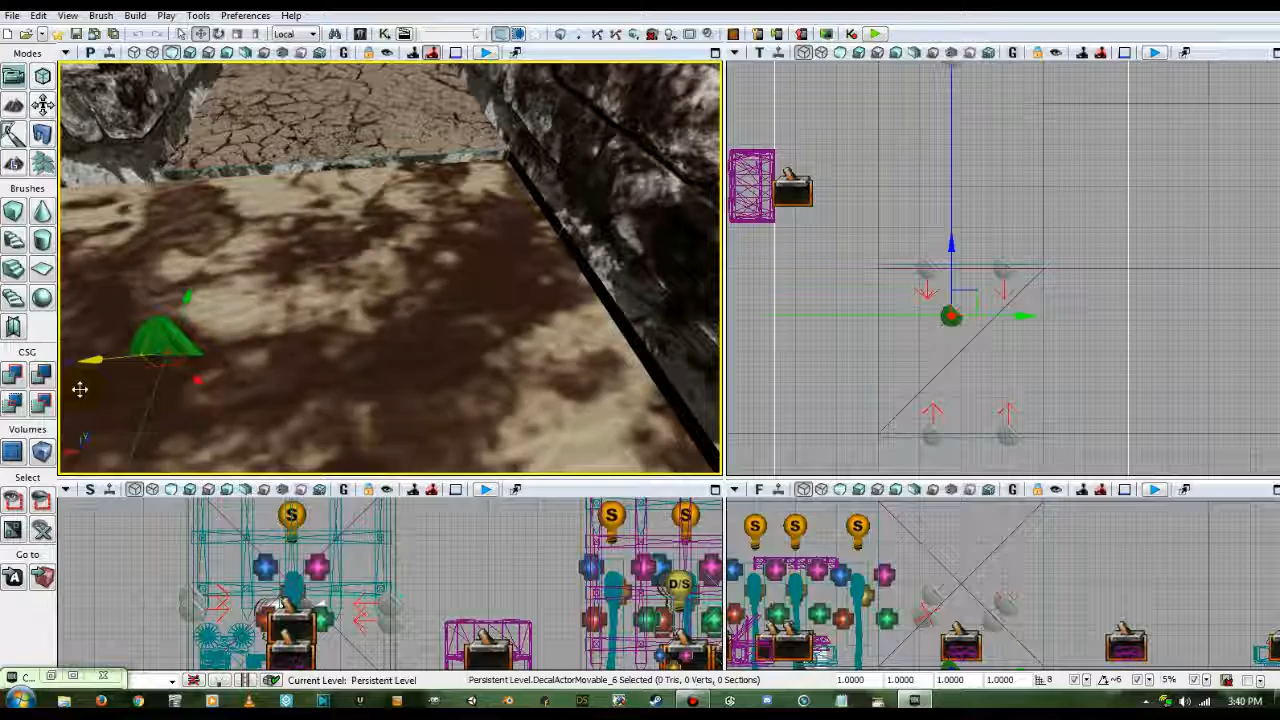 File Edit View Brush Build Play Tools Preferences Help
Local
Modes
P
G
T
G
Brushes
CSG
Volumes
Select
S
G
F
G
Go to
S
S
S
S
S
S
D/S
C...
Current Level: Persistent Level
Persistent Level.DecalActorMovable_6 Selected (0 Tris, 0 Verts, 0 Sections)
1.0000
1.0000
1.0000
1.0000
8
6
5%
3:40 PM